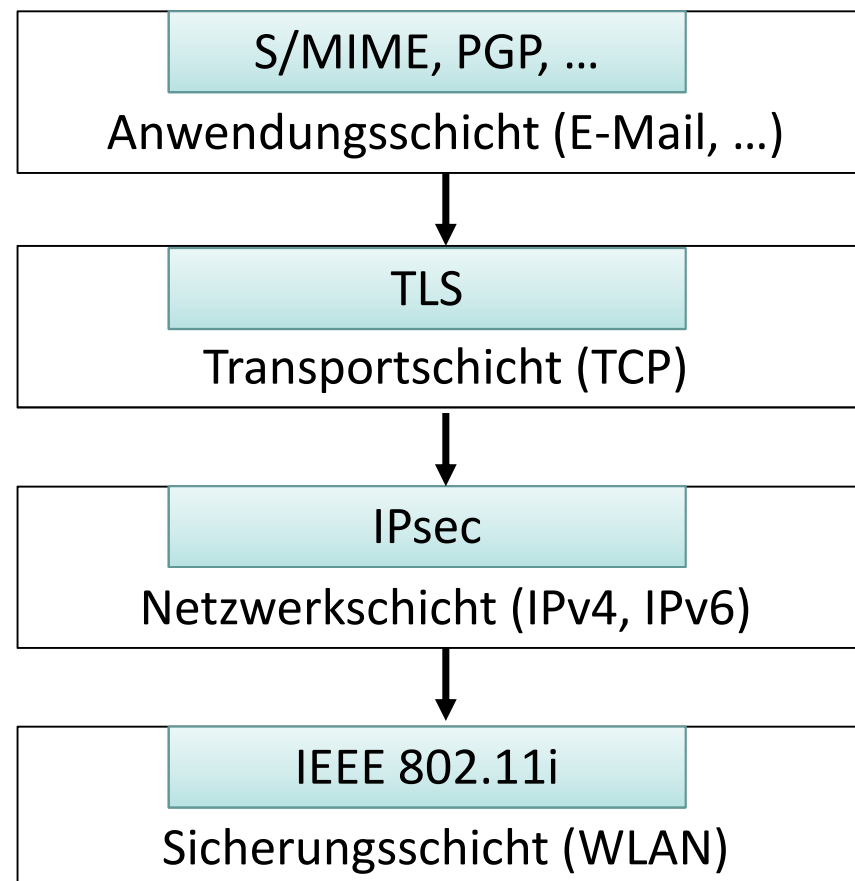 S/MIME, PGP, …
Anwendungsschicht (E-Mail, …)
TLS
Transportschicht (TCP)
IPsec
Netzwerkschicht (IPv4, IPv6)
IEEE 802.11i
Sicherungsschicht (WLAN)